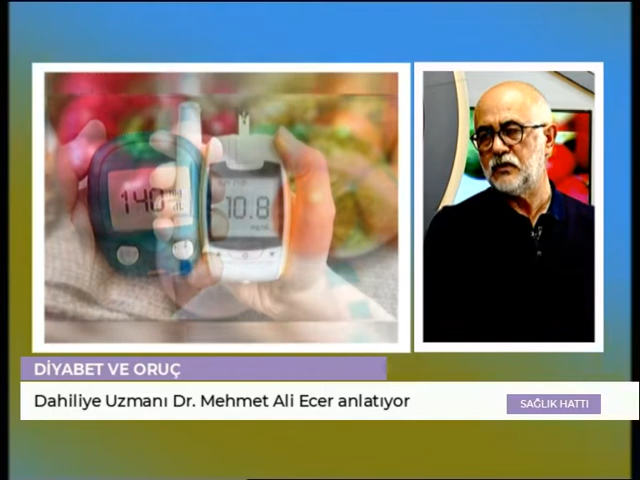 140
10.8
DİYABET VE ORUÇ
Dahiliye Uzmanı Dr. Mehmet Ali Ecer anlatıyor
SAĞLIK HATTI